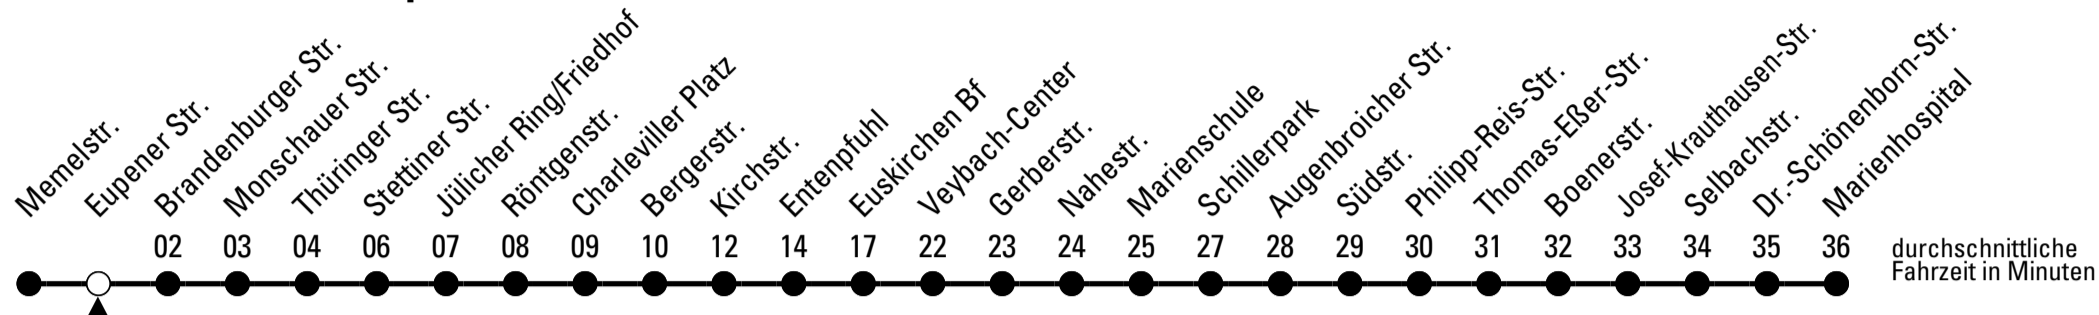 Memelstr.
Eupener Str.
Brandenburger Str.
Monschauer Str.
Thüringer Str.
Stettiner Str.
Jülicher Ring/Friedhof
Röntgenstr.
Charleviller Platz
Bergerstr.
Kirchstr.
Entenpfuhl
Euskirchen Bf
Veybach-Center
Gerberstr.
Nahestr.
Marienschule
Schillerpark
Augenbroicher Str.
Südstr.
Philipp-Reis-Str.
Thomas-Eßer-Str.
Boenerstr.
Josef-Krauthausen-Str.
Selbachstr.
Dr.-Schönenborn-Str.
Marienhospital
02 03 04 06 07 08 09 10 12 14 17 22 23 24 25 27 28 29 30 31 32 33 34 35 36
durchschnittliche
Fahrzeit in Minuten